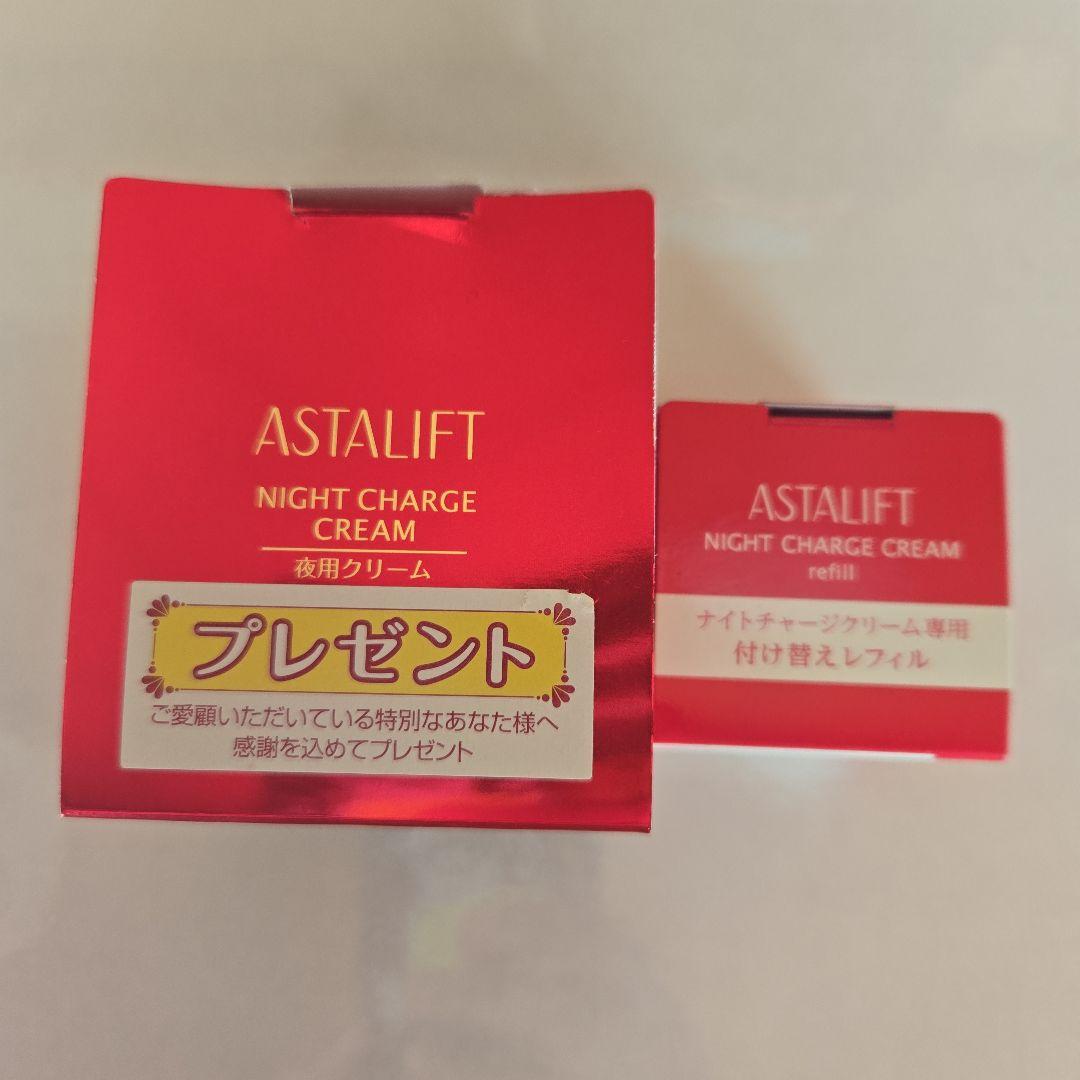 ASTALIFT
NIGHT CHARGE
CREAM
夜用クリーム
プレゼント
ご愛顧いただいている特別なあなた様へ
感謝を込めてプレゼント
ASTALIFT
NIGHT CHARGE CREAM
refill
ナイトチャージクリーム専用
付け替えレフィル